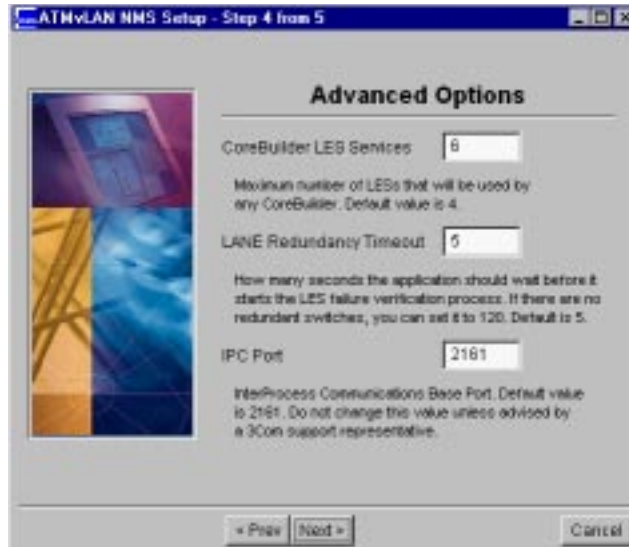 ATMvLAN NMS Setup - Step 4 from 5
Advanced Options
CoreBuilder LES Services 6
Maximum number of LESs that will be used by
any CoreBuilder. Default value is 4.
LANE Redundancy Timeout 5
How many seconds the application should wait before it
starts the LES failure verification process. If there are no
redundant switches, you can set it to 120. Default is 5.
IPC Port 2161
InterProcess Communications Base Port. Default value
is 2161. Do not change this value unless advised by
a 3Com support representative.
« Prev Next » Cancel